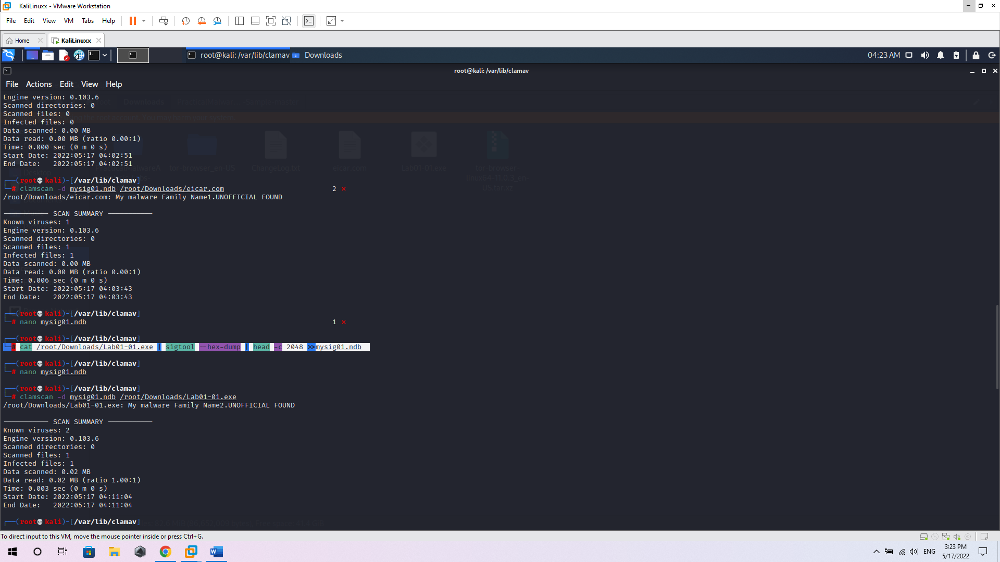 KaliLinuxx - VMware Workstation
File Edit View VM Tabs Help
Home KaliLinuxx
root@kali: /var/lib/clamav Downloads 04:23 AM
root@kali: /var/lib/clamav
File Actions Edit View Help
Engine version: 0.103.6
Scanned directories: 0
Scanned files: 0
Infected files: 0
Data scanned: 0.00 MB
Data read: 0.00 MB (ratio 0.00:1)
Time: 0.000 sec (0 m 0 s)
Start Date: 2022:05:17 04:02:51
End Date:   2022:05:17 04:02:51
ChangeLog.txt eicar.com Lab01-01.exe
┌──(root💀kali)-[/var/lib/clamav]
└─# clamscan -d mysig01.ndb /root/Downloads/eicar.com 2 ⨯
/root/Downloads/eicar.com: My malware Family Name1.UNOFFICIAL FOUND
─────────── SCAN SUMMARY ───────────
Known viruses: 1
Engine version: 0.103.6
Scanned directories: 0
Scanned files: 1
Infected files: 1
Data scanned: 0.00 MB
Data read: 0.00 MB (ratio 0.00:1)
Time: 0.006 sec (0 m 0 s)
Start Date: 2022:05:17 04:03:43
End Date:   2022:05:17 04:03:43
┌──(root💀kali)-[/var/lib/clamav]
└─# nano mysig01.ndb 1 ⨯
┌──(root💀kali)-[/var/lib/clamav]
└─# cat /root/Downloads/Lab01-01.exe | sigtool --hex-dump | head -c 2048 >>mysig01.ndb
┌──(root💀kali)-[/var/lib/clamav]
└─# nano mysig01.ndb
┌──(root💀kali)-[/var/lib/clamav]
└─# clamscan -d mysig01.ndb /root/Downloads/Lab01-01.exe
/root/Downloads/Lab01-01.exe: My malware Family Name2.UNOFFICIAL FOUND
─────────── SCAN SUMMARY ───────────
Known viruses: 2
Engine version: 0.103.6
Scanned directories: 0
Scanned files: 1
Infected files: 1
Data scanned: 0.02 MB
Data read: 0.02 MB (ratio 1.00:1)
Time: 0.003 sec (0 m 0 s)
Start Date: 2022:05:17 04:11:04
End Date:   2022:05:17 04:11:04
┌──(root💀kali)-[/var/lib/clamav]
To direct input to this VM, move the mouse pointer inside or press Ctrl+G.
ENG 3:23 PM
5/17/2022